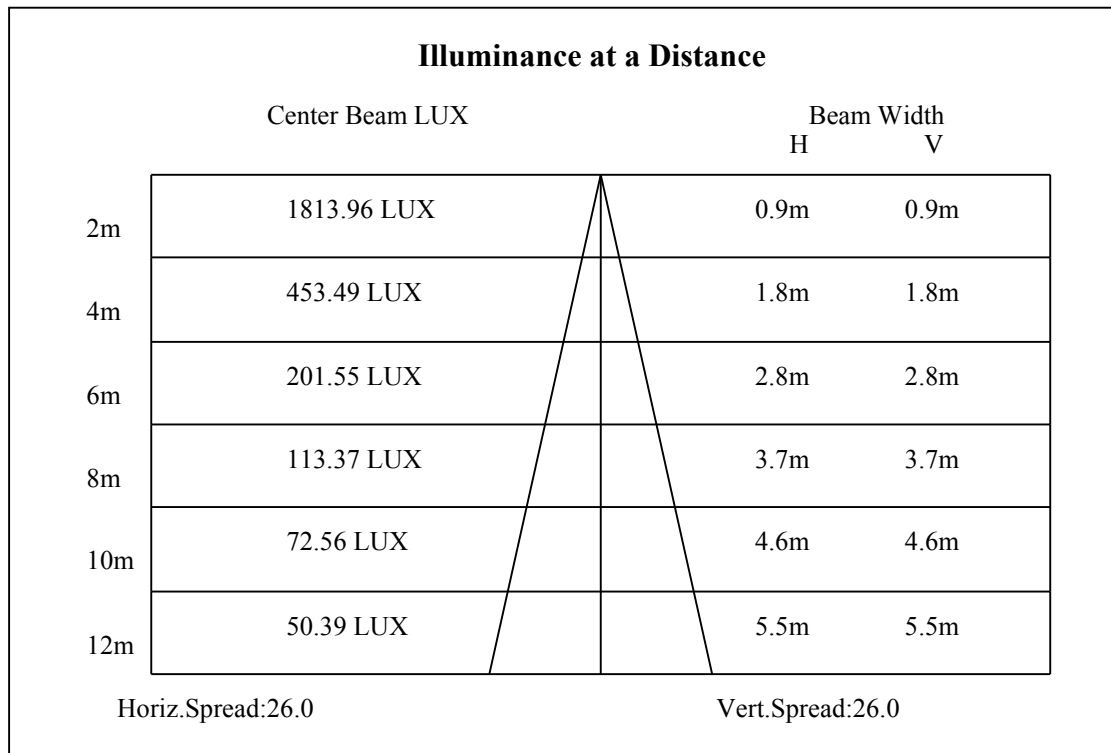 Illuminance at a Distance
Center Beam LUX Beam Width
H V
2m 1813.96 LUX 0.9m 0.9m
4m 453.49 LUX 1.8m 1.8m
6m 201.55 LUX 2.8m 2.8m
8m 113.37 LUX 3.7m 3.7m
10m 72.56 LUX 4.6m 4.6m
12m 50.39 LUX 5.5m 5.5m
Horiz.Spread:26.0 Vert.Spread:26.0